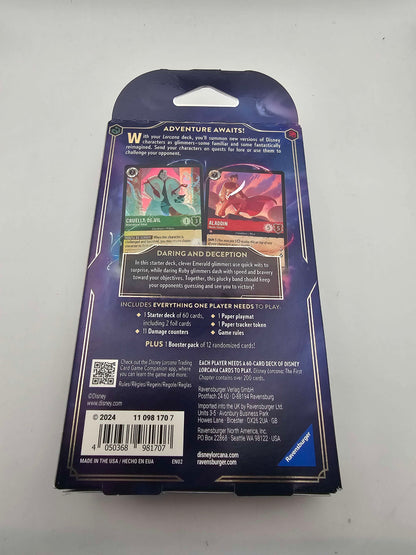 ADVENTURE AWAITS!
With your Lorcana deck, you'll summon new versions of Disney
characters as glimmers—some familiar and some fantastically
reimagined. Send your characters on quests for lore or use them to
challenge your opponent.
CRUELLA DE VIL
ALADDIN
DARING AND DECEPTION
In this starter deck, clever Emerald glimmers use quick wits to
surprise, while daring Ruby glimmers dash with speed and bravery
toward your objectives. Together, this plucky band should keep your
opponents guessing and see you to victory!
INCLUDES EVERYTHING ONE PLAYER NEEDS TO PLAY:
• 1 Starter deck of 60 cards,
including 2 foil cards
• 11 Damage counters
• 1 Paper playmat
• 1 Paper tracker token
• Game rules
PLUS 1 Booster pack of 12 randomized cards!
Check out the Disney Lorcana Trading
Card Game Companion app, where
you can learn the game and more.
Rules/Règles/Regeln/Regole/Reglas
©Disney
www.disney.com
© 2024 11 098 170 7
4 050368 981707
MADE IN THE USA / HECHO EN EUA EN02
EACH PLAYER NEEDS A 60-CARD DECK OF DISNEY
LORCANA CARDS TO PLAY. Disney Lorcana: The First
Chapter contains over 200 cards.
Ravensburger Verlag GmbH
Postfach 24 60 · D-88194 Ravensburg
Imported into the UK by Ravensburger Ltd.
Units 3-5 · Avonbury Business Park
Howes Lane · Bicester · OX26 2UA · GB
Ravensburger North America, Inc.
PO Box 22868 · Seattle WA 98122 · USA
disneylorcana.com
ravensburger.com
Ravensburger